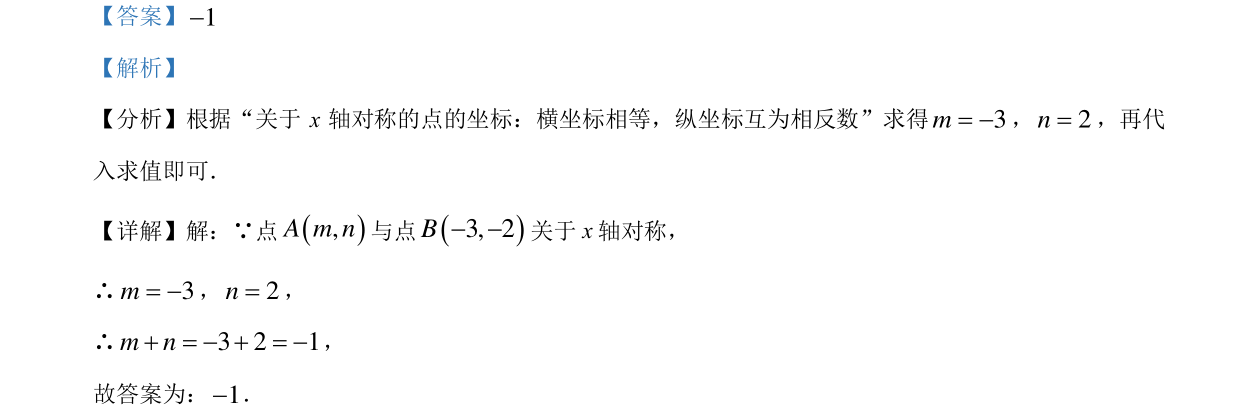 【答案】−1
【解析】
【分析】根据“关于 x 轴对称的点的坐标：横坐标相等，纵坐标互为相反数”求得 m = −3，n = 2，再代
入求值即可．
【详解】解：∵点 A(m,n) 与点 B(−3,−2) 关于 x 轴对称，
∴ m = −3，n = 2，
∴ m + n = −3 + 2 = −1，
故答案为：−1．